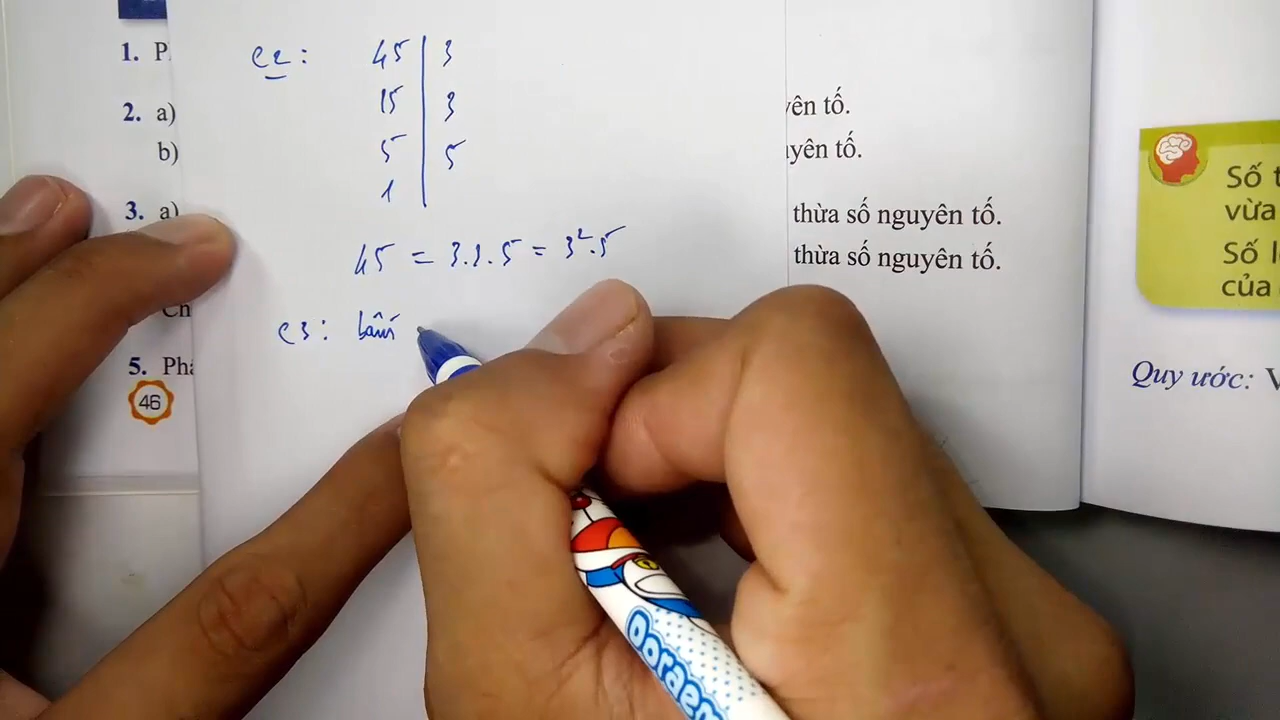 1. P
2. a)
b)
3. a)
Ch
5. Phâ
46
C2: 45 3
15 3
5 5
1
45 = 3.3.5 = 3².5
C3: bấm
yên tố.
uyên tố.
thừa số nguyên tố.
thừa số nguyên tố.
Số t
vừa
Số l
của
Quy ước: V
Doraem